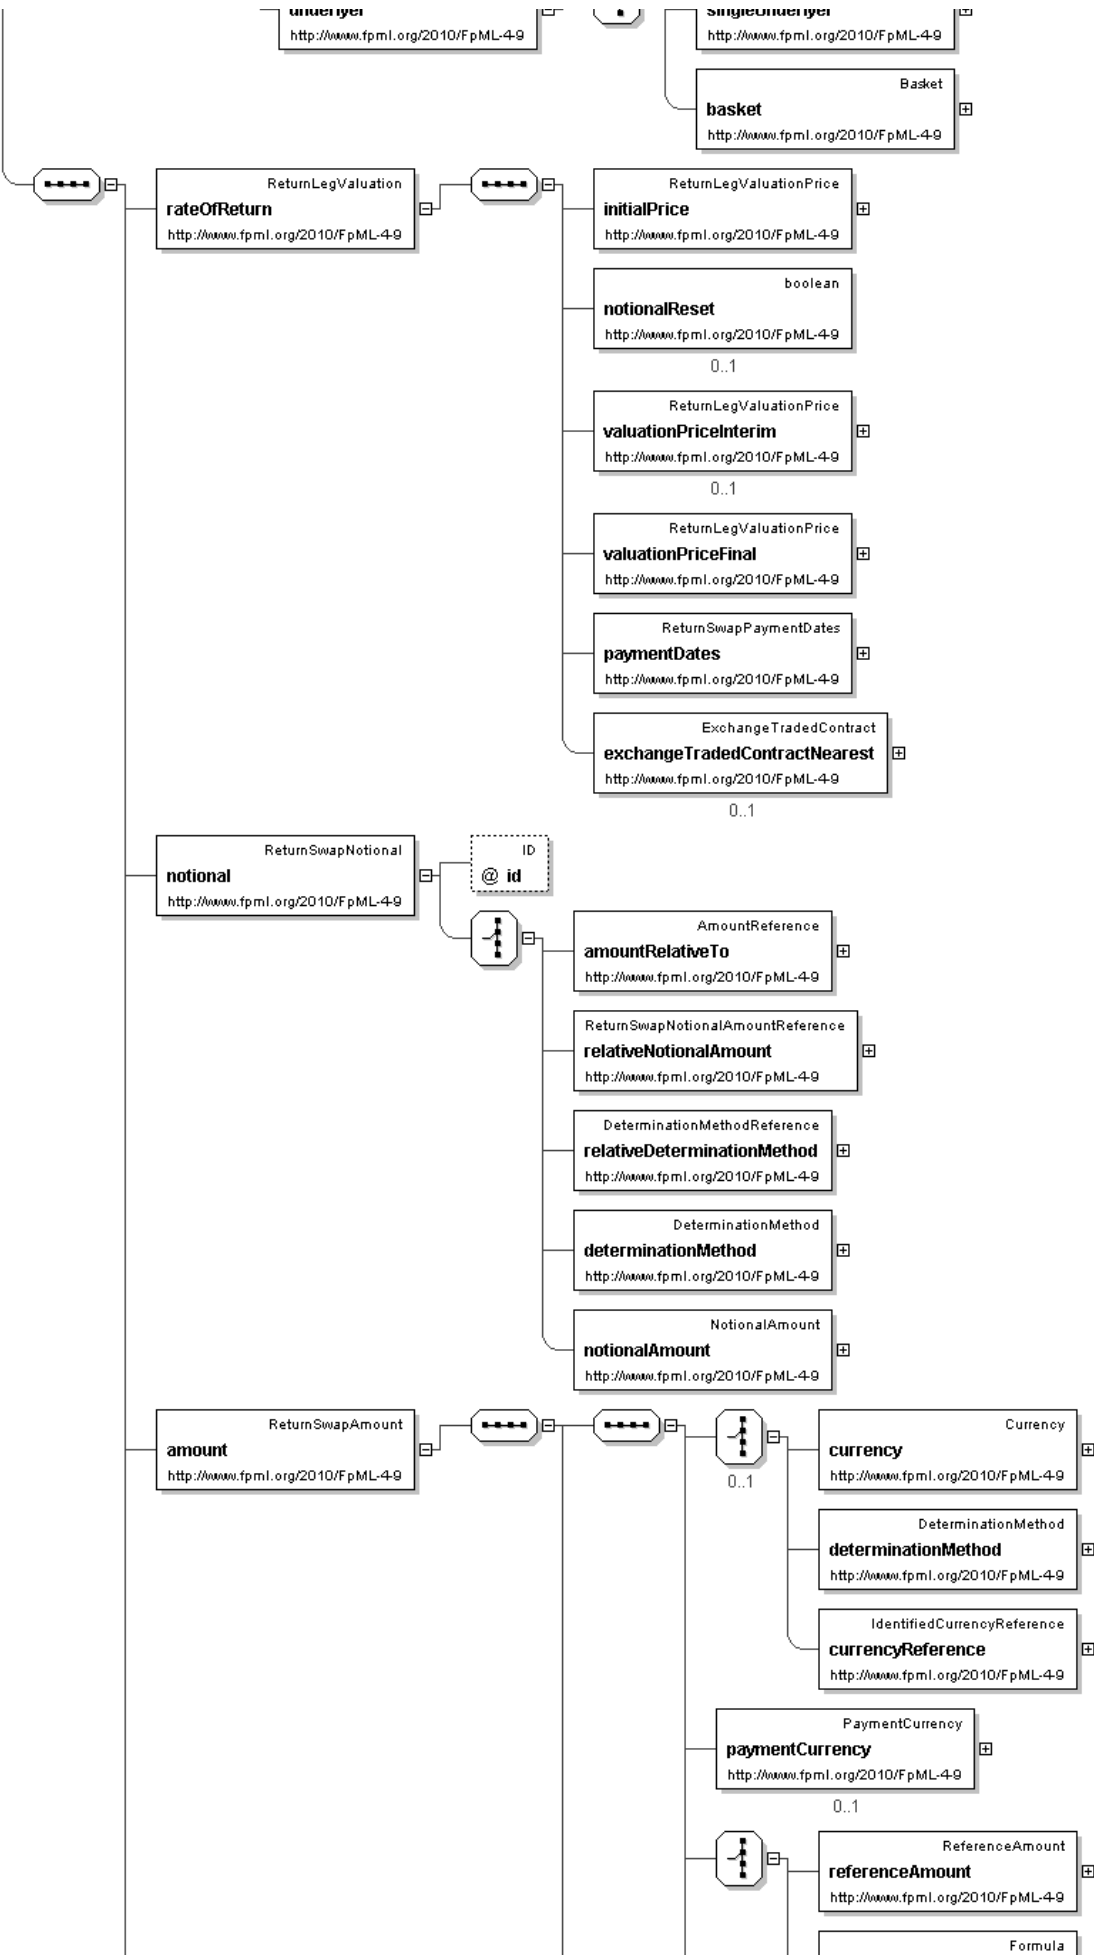 underlyer
http://www.fpml.org/2010/FpML-4-9
singleUnderlyer
http://www.fpml.org/2010/FpML-4-9
Basket
basket
http://www.fpml.org/2010/FpML-4-9
ReturnLegValuation
rateOfReturn
http://www.fpml.org/2010/FpML-4-9
ReturnLegValuationPrice
initialPrice
http://www.fpml.org/2010/FpML-4-9
boolean
notionalReset
http://www.fpml.org/2010/FpML-4-9
0..1
ReturnLegValuationPrice
valuationPriceInterim
http://www.fpml.org/2010/FpML-4-9
0..1
ReturnLegValuationPrice
valuationPriceFinal
http://www.fpml.org/2010/FpML-4-9
ReturnSwapPaymentDates
paymentDates
http://www.fpml.org/2010/FpML-4-9
ExchangeTradedContract
exchangeTradedContractNearest
http://www.fpml.org/2010/FpML-4-9
0..1
ReturnSwapNotional
notional
http://www.fpml.org/2010/FpML-4-9
ID
@ id
AmountReference
amountRelativeTo
http://www.fpml.org/2010/FpML-4-9
ReturnSwapNotionalAmountReference
relativeNotionalAmount
http://www.fpml.org/2010/FpML-4-9
DeterminationMethodReference
relativeDeterminationMethod
http://www.fpml.org/2010/FpML-4-9
DeterminationMethod
determinationMethod
http://www.fpml.org/2010/FpML-4-9
NotionalAmount
notionalAmount
http://www.fpml.org/2010/FpML-4-9
ReturnSwapAmount
amount
http://www.fpml.org/2010/FpML-4-9
0..1
Currency
currency
http://www.fpml.org/2010/FpML-4-9
DeterminationMethod
determinationMethod
http://www.fpml.org/2010/FpML-4-9
IdentifiedCurrencyReference
currencyReference
http://www.fpml.org/2010/FpML-4-9
PaymentCurrency
paymentCurrency
http://www.fpml.org/2010/FpML-4-9
0..1
ReferenceAmount
referenceAmount
http://www.fpml.org/2010/FpML-4-9
Formula